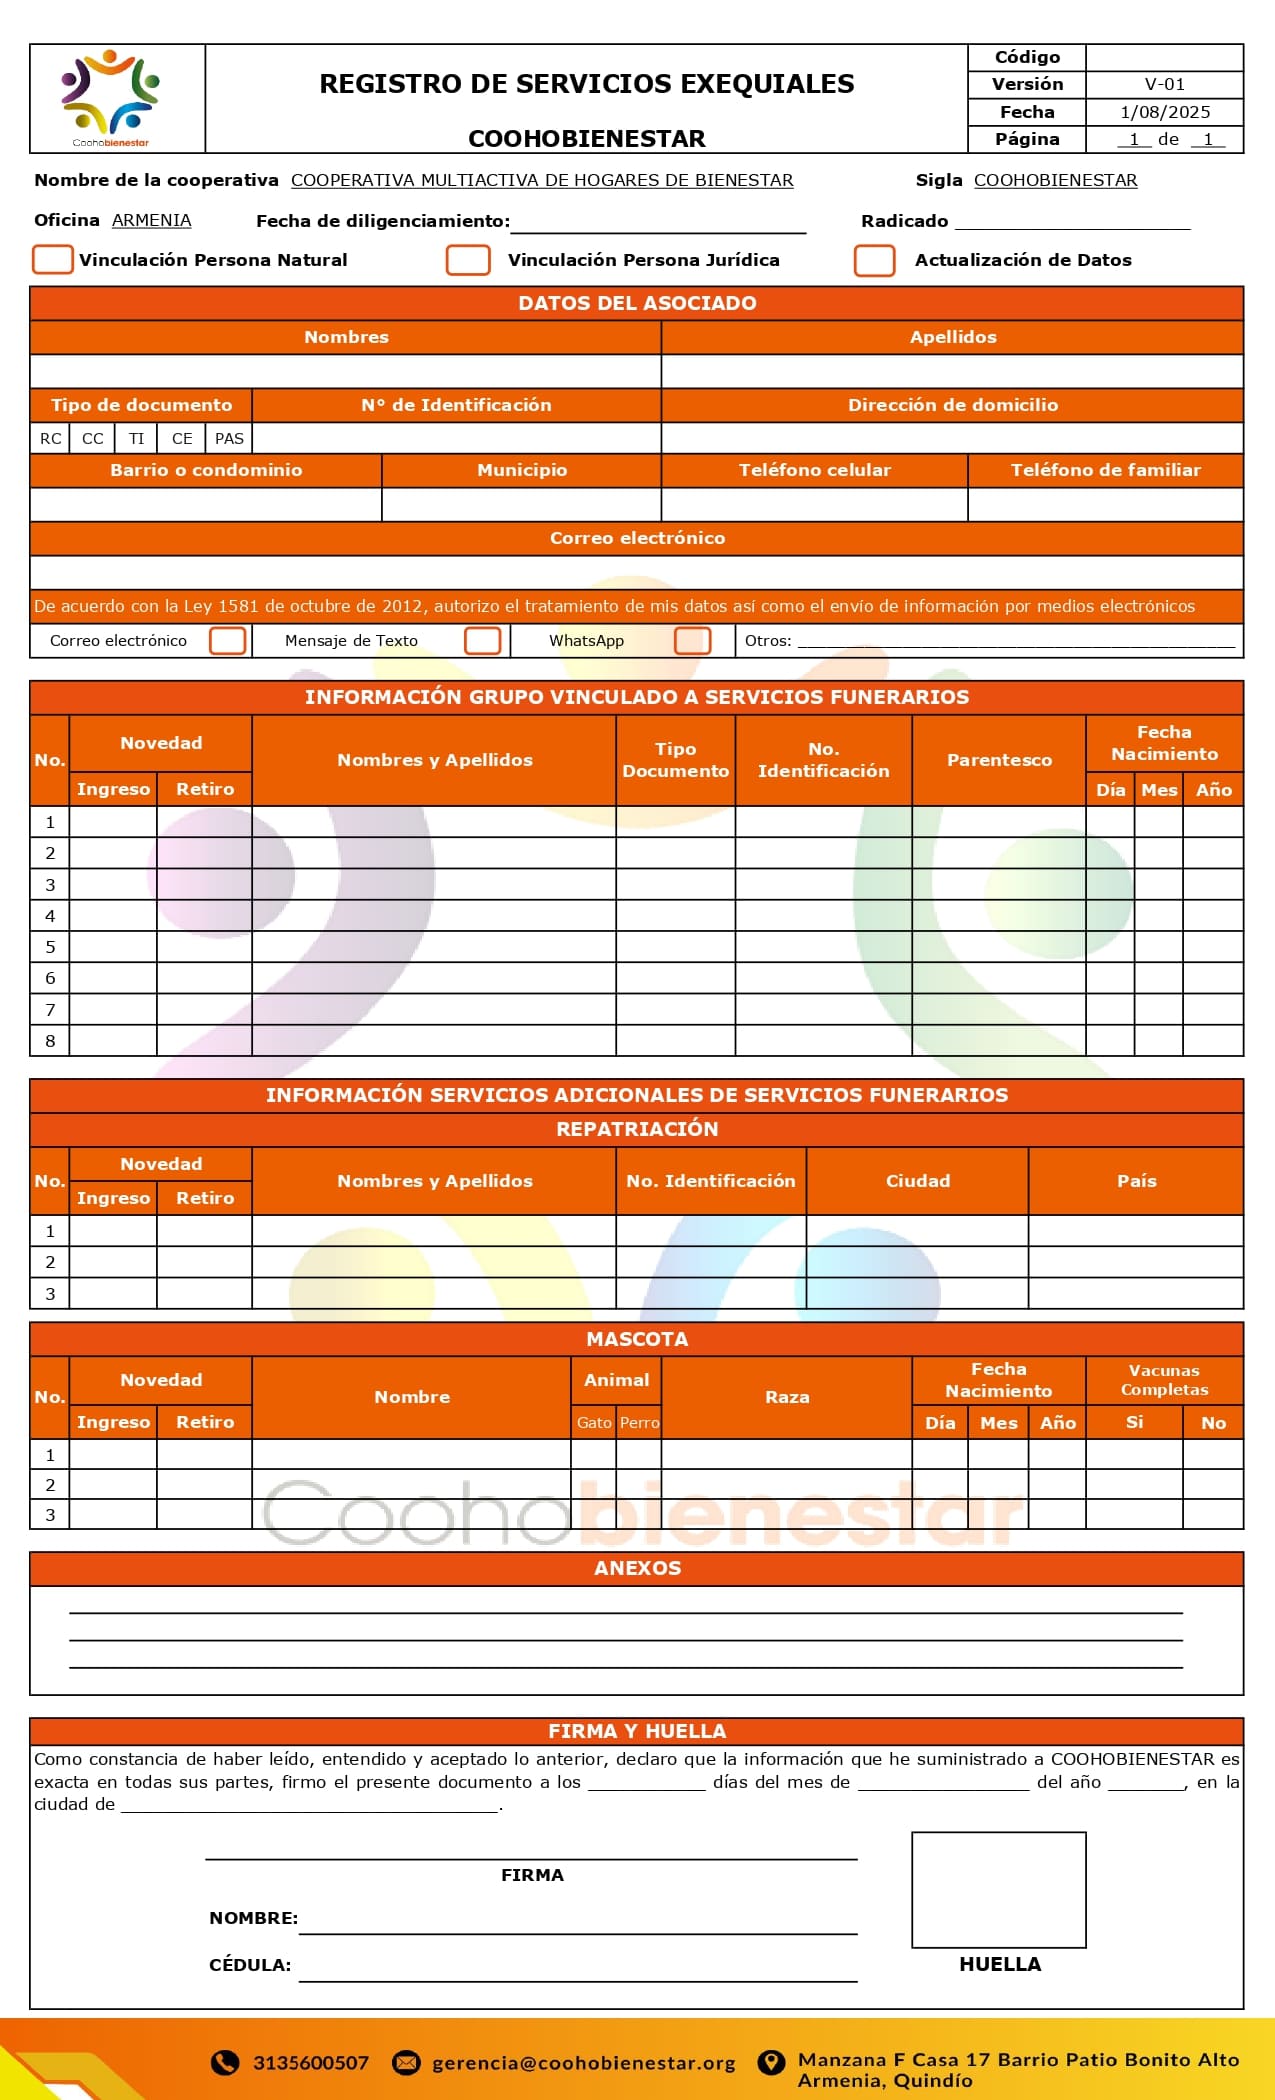 Coohobienestar
REGISTRO DE SERVICIOS EXEQUIALES
COOHOBIENESTAR
Código
Versión V-01
Fecha 1/08/2025
Página 1 de 1
Nombre de la cooperativa COOPERATIVA MULTIACTIVA DE HOGARES DE BIENESTAR Sigla COOHOBIENESTAR
Oficina ARMENIA Fecha de diligenciamiento: Radicado
Vinculación Persona Natural Vinculación Persona Jurídica Actualización de Datos
DATOS DEL ASOCIADO
Nombres Apellidos
Tipo de documento N° de Identificación Dirección de domicilio
RC CC TI CE PAS
Barrio o condominio Municipio Teléfono celular Teléfono de familiar
Correo electrónico
De acuerdo con la Ley 1581 de octubre de 2012, autorizo el tratamiento de mis datos así como el envío de información por medios electrónicos
Correo electrónico Mensaje de Texto WhatsApp Otros:
INFORMACIÓN GRUPO VINCULADO A SERVICIOS FUNERARIOS
No. Novedad Nombres y Apellidos Tipo Documento No. Identificación Parentesco Fecha Nacimiento
Ingreso Retiro Día Mes Año
1
2
3
4
5
6
7
8
INFORMACIÓN SERVICIOS ADICIONALES DE SERVICIOS FUNERARIOS
REPATRIACIÓN
No. Novedad Nombres y Apellidos No. Identificación Ciudad País
Ingreso Retiro
1
2
3
MASCOTA
No. Novedad Nombre Animal Raza Fecha Nacimiento Vacunas Completas
Ingreso Retiro Gato Perro Día Mes Año Si No
1
2
3
Coohobienestar
ANEXOS
FIRMA Y HUELLA
Como constancia de haber leído, entendido y aceptado lo anterior, declaro que la información que he suministrado a COOHOBIENESTAR es
exacta en todas sus partes, firmo el presente documento a los ____________ días del mes de __________________ del año ________, en la
ciudad de ________________________________________.
FIRMA
NOMBRE:
CÉDULA:
HUELLA
3135600507 gerencia@coohobienestar.org Manzana F Casa 17 Barrio Patio Bonito Alto
Armenia, Quindío